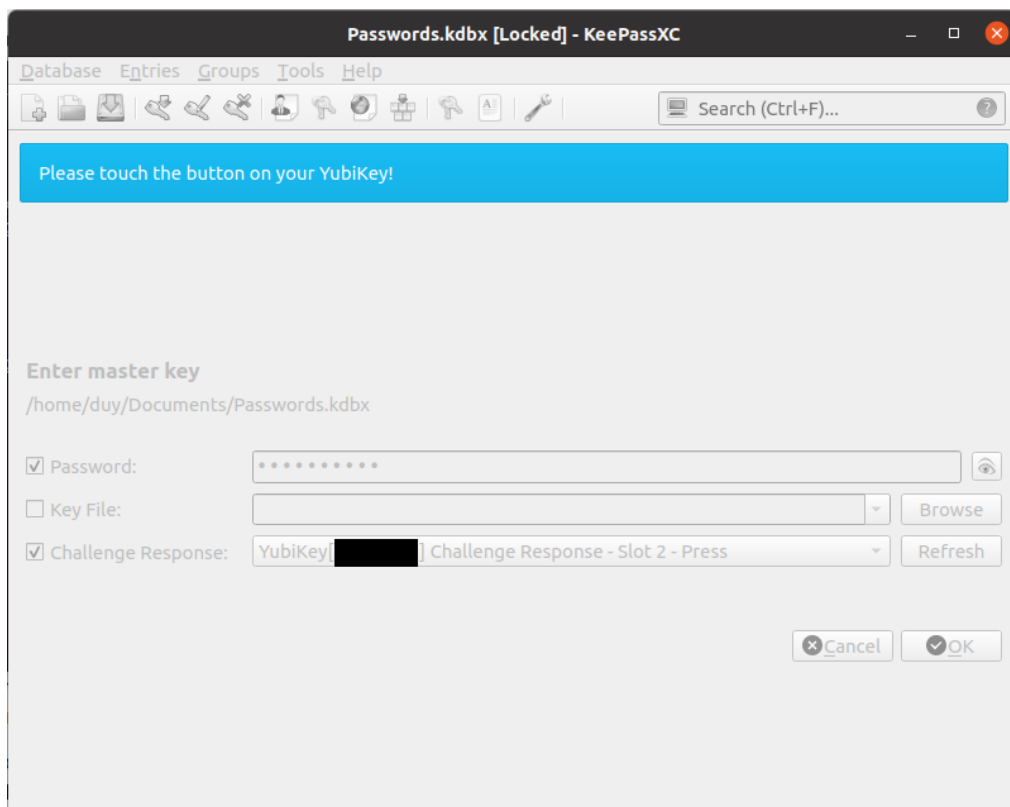 Passwords.kdbx [Locked] - KeePassXC
Database Entries Groups Tools Help
Search (Ctrl+F)...
Please touch the button on your YubiKey!
Enter master key
/home/duy/Documents/Passwords.kdbx
Password:
Key File: Browse
Challenge Response: YubiKey[ ] Challenge Response - Slot 2 - Press Refresh
Cancel OK